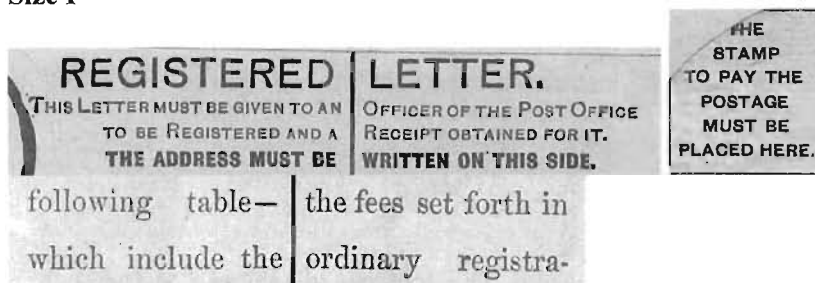 Size 1
REGISTERED LETTER.
THIS LETTER MUST BE GIVEN TO AN OFFICER OF THE POST OFFICE
TO BE REGISTERED AND A RECEIPT OBTAINED FOR IT.
THE ADDRESS MUST BE WRITTEN ON THIS SIDE.
THE
STAMP
TO PAY THE
POSTAGE
MUST BE
PLACED HERE.
following table— the fees set forth in
which include the ordinary registra-